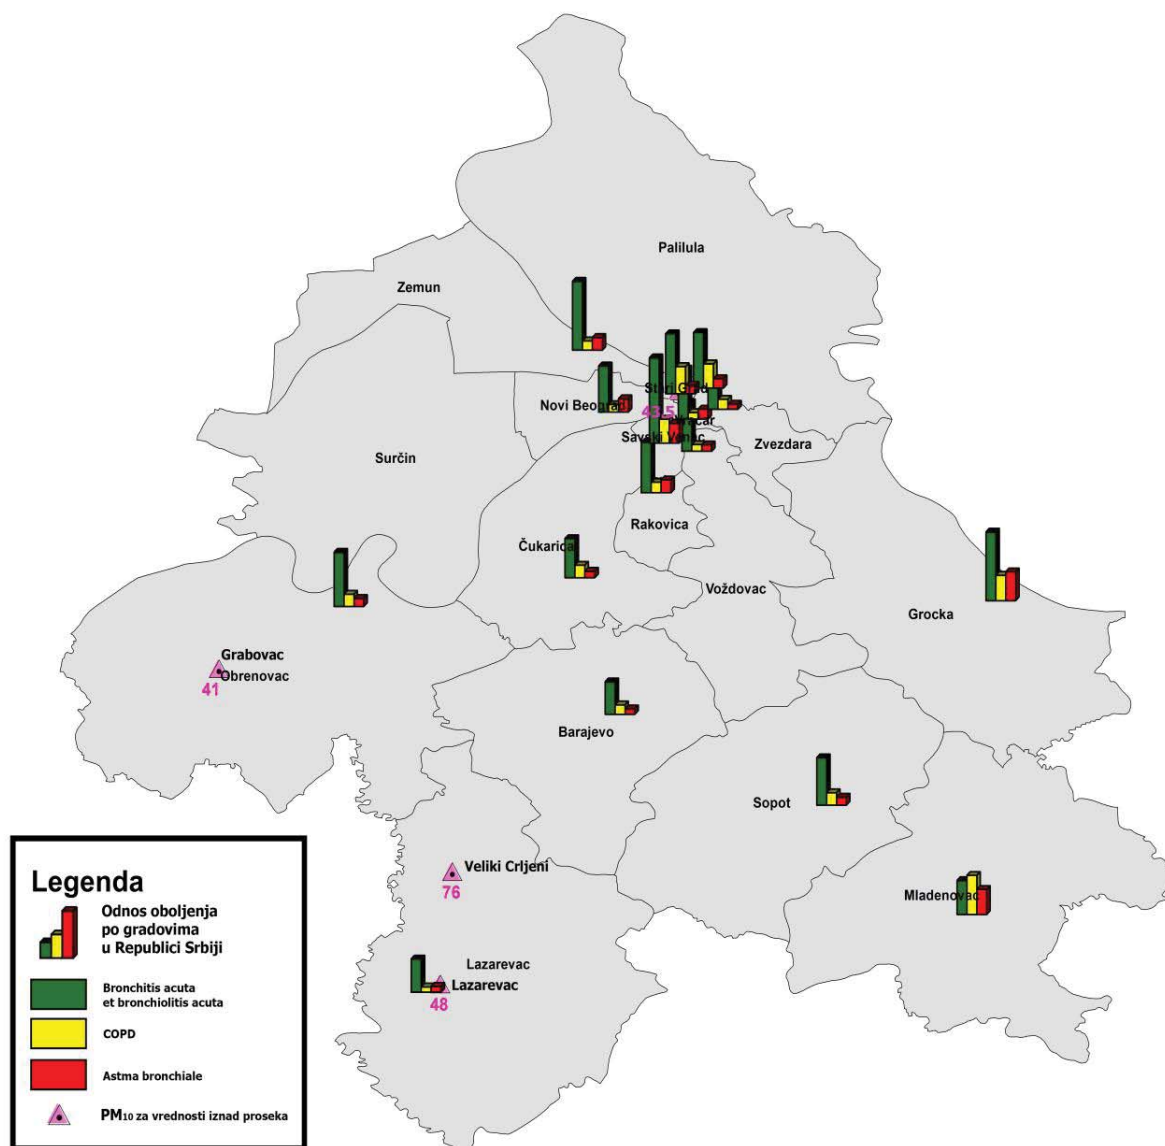 Palilula
Zemun
Stari Grad
Novi Beograd
43.5
Savski Venac
Zvezdara
Surčin
Rakovica
Čukarica
Voždovac
Grocka
Grabovac
Obrenovac
41
Barajevo
Sopot
Veliki Crljeni
76
Mladenovac
Lazarevac
Lazarevac
48
Legenda
Odnos oboljenja
po gradovima
u Republici Srbiji
Bronchitis acuta
et bronchiolitis acuta
COPD
Astma bronchiale
PM10 za vrednosti iznad proseka